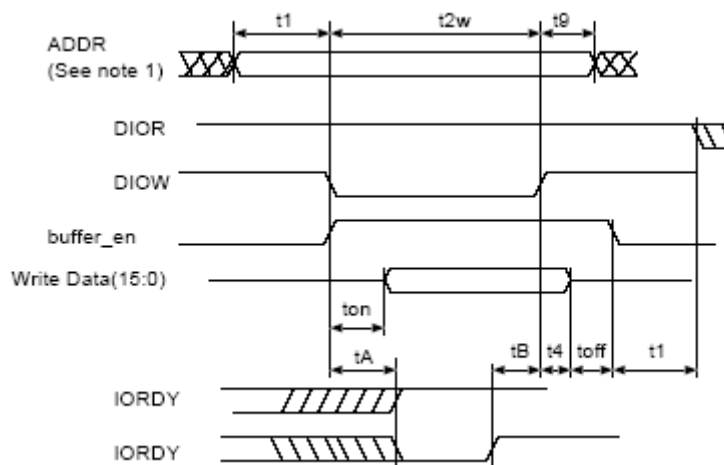 t1 t2w t9
ADDR
(See note 1)
DIOR
DIOW
buffer_en
Write Data(15:0)
ton
tA tB t4 toff t1
IORDY
IORDY